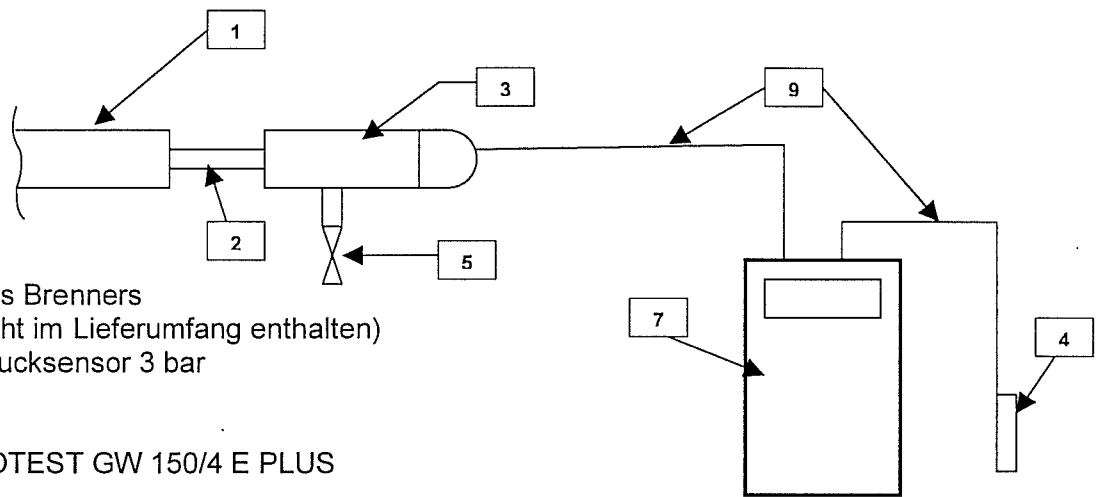 1
3
9
2
5
7
4
s Brenners
ht im Lieferumfang enthalten)
ucksensor 3 bar
OTEST GW 150/4 E PLUS